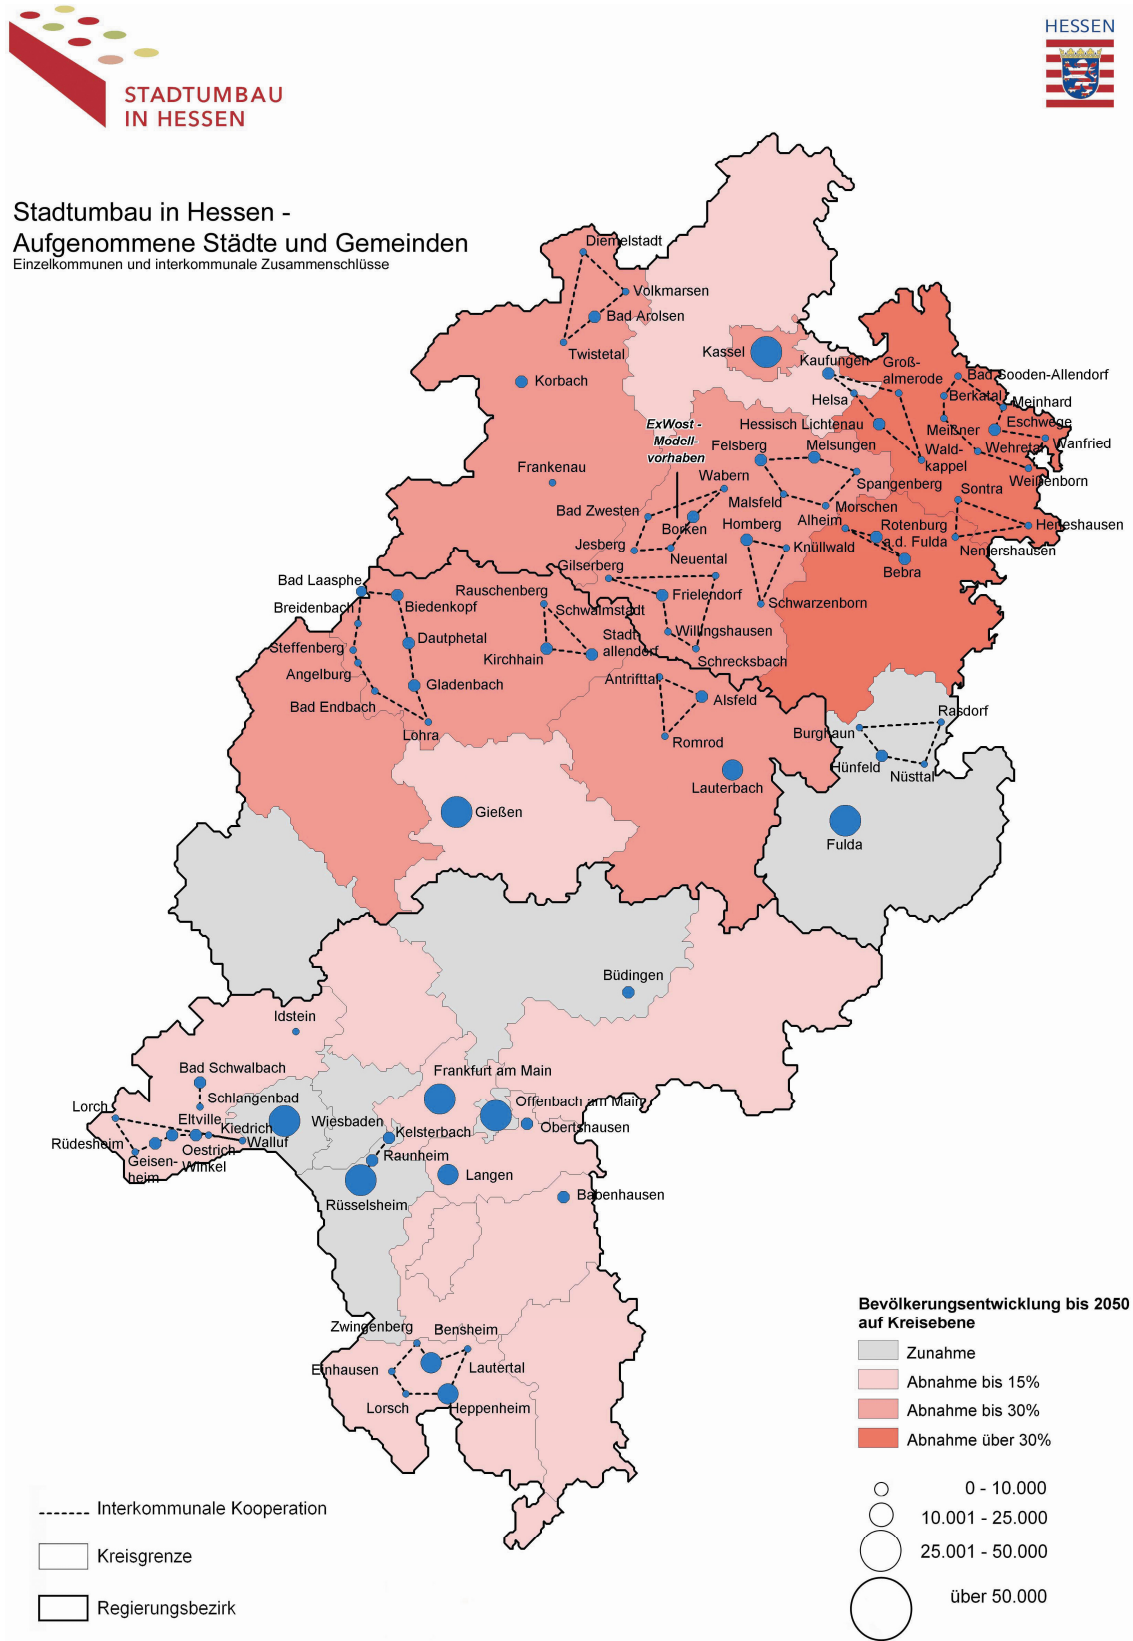 HESSEN
STADTUMBAU
IN HESSEN
Stadtumbau in Hessen -
Aufgenommene Städte und Gemeinden
Einzelkommunen und interkommunale Zusammenschlüsse
Diemelstadt
Volkmarsen
Bad Arolsen
Twistetal
Korbach
Kassel
Kaufungen
Groß-
almerode
Bad Sooden-Allendorf
Helsa
Berkatal
Meinhard
ExWost -
Modell-
vorhaben
Hessisch Lichtenau
Meißner
Eschwege
Felsberg
Melsungen
Wald-
kappel
Wehretal
Wanfried
Frankenau
Wabern
Spangenberg
Weißenborn
Malsfeld
Sontra
Bad Zwesten
Morschen
Borken
Homberg
Alheim
Rotenburg
a.d. Fulda
Herleshausen
Jesberg
Neuental
Knüllwald
Nentershausen
Gilserberg
Bebra
Bad Laasphe
Rauschenberg
Frielendorf
Schwarzenborn
Breidenbach
Biedenkopf
Schwalmstadt
Steffenberg
Dautphetal
Stadt-
allendorf
Willingshausen
Kirchhain
Schrecksbach
Angelburg
Gladenbach
Antrifttal
Alsfeld
Bad Endbach
Rasdorf
Lohra
Romrod
Burghaun
Hünfeld
Nüsttal
Lauterbach
Gießen
Fulda
Büdingen
Idstein
Bad Schwalbach
Frankfurt am Main
Schlangenbad
Offenbach am Main
Lorch
Eltville
Kiedrich
Wiesbaden
Kelsterbach
Obertshausen
Rüdesheim
Oestrich-
Winkel
Walluf
Geisen-
heim
Raunheim
Langen
Rüsselsheim
Babenhausen
Zwingenberg
Bensheim
Einhausen
Lautertal
Lorsch
Heppenheim
Bevölkerungsentwicklung bis 2050
auf Kreisebene
Zunahme
Abnahme bis 15%
Abnahme bis 30%
Abnahme über 30%
0 - 10.000
10.001 - 25.000
25.001 - 50.000
über 50.000
Interkommunale Kooperation
Kreisgrenze
Regierungsbezirk